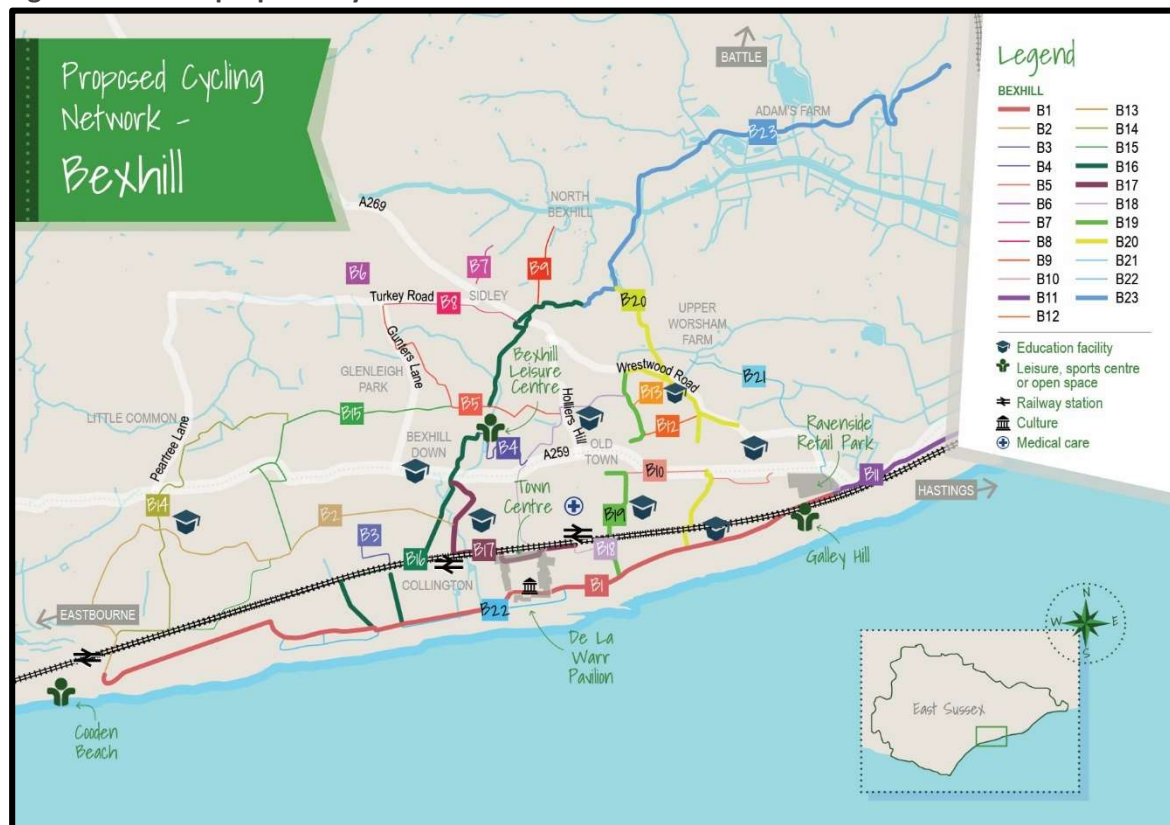 Proposed Cycling
Network -
Bexhill
BATTLE
ADAM'S FARM
B23
A269
NORTH
BEXHILL
B6
B7
B9
Turkey Road
B8
SIDLEY
B20
UPPER
WORSHAM
FARM
Gunters Lane
Bexhill
Leisure
Centre
GLENLEIGH
PARK
Holliers Hill
Wrestwood Road
B13
B21
LITTLE COMMON
Peartree Lane
B15
B5
B12
Ravenside
Retail Park
BEXHILL
DOWN
B4
A259
OLD
TOWN
B10
B11
HASTINGS
Town
Centre
B14
B2
B3
B19
B16
B17
B18
Galley Hill
COLLINGTON
B1
B22
EASTBOURNE
De La
Warr
Pavilion
Cooden
Beach
Legend
BEXHILL
B1
B2
B3
B4
B5
B6
B7
B8
B9
B10
B11
B12
B13
B14
B15
B16
B17
B18
B19
B20
B21
B22
B23
Education facility
Leisure, sports centre
or open space
Railway station
Culture
Medical care
N
W E
S
East Sussex